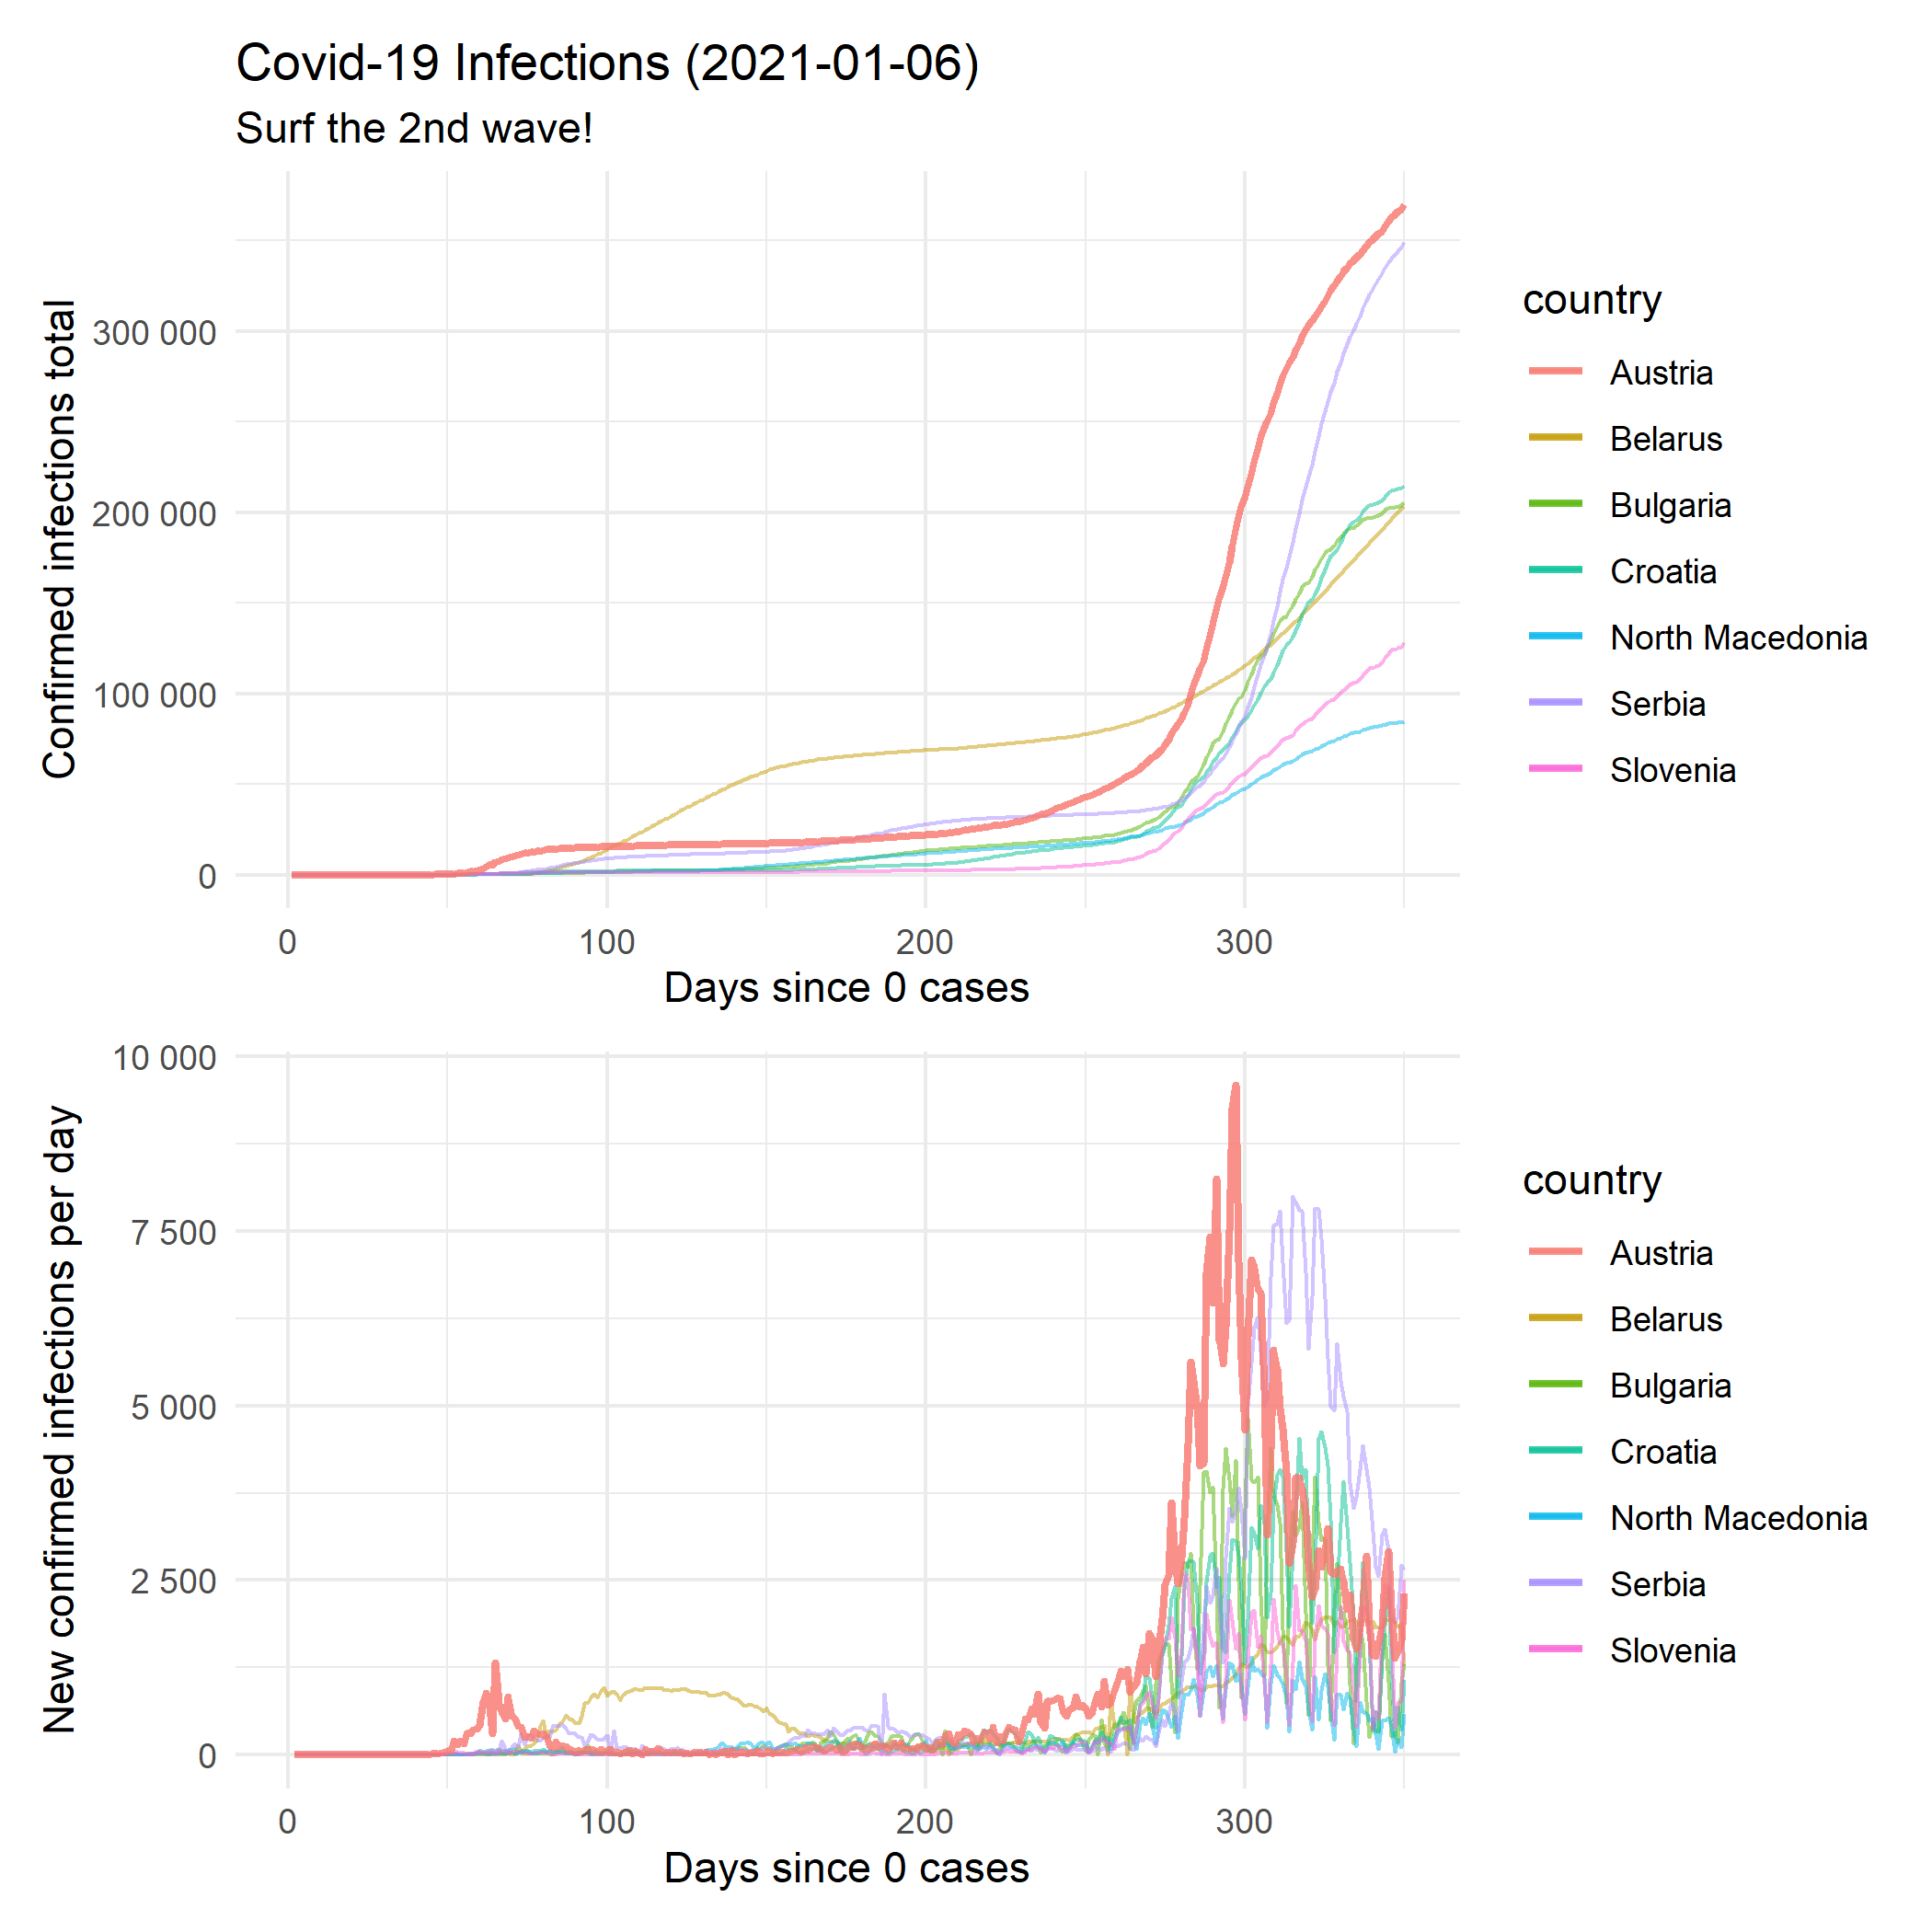 Covid-19 Infections (2021-01-06)
Surf the 2nd wave!
Confirmed infections total
300 000
200 000
100 000
0
0
100
200
300
Days since 0 cases
country
Austria
Belarus
Bulgaria
Croatia
North Macedonia
Serbia
Slovenia
New confirmed infections per day
10 000
7 500
5 000
2 500
0
0
100
200
300
Days since 0 cases
country
Austria
Belarus
Bulgaria
Croatia
North Macedonia
Serbia
Slovenia